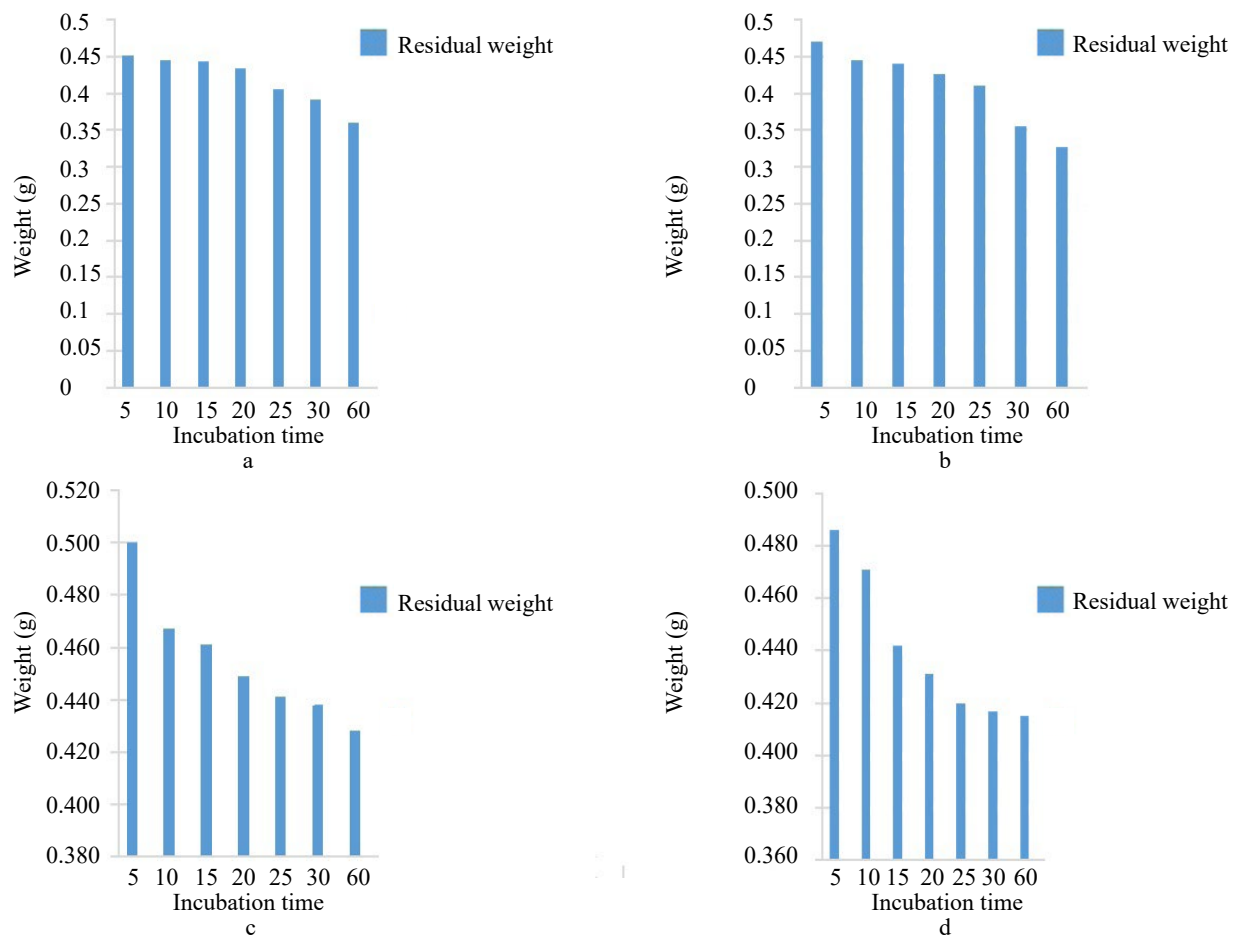 0.5
0.45
0.4
0.35
0.3
0.25
0.2
0.15
0.1
0.05
0
Weight (g)
5 10 15 20 25 30 60
Incubation time
a
Residual weight
0.5
0.45
0.4
0.35
0.3
0.25
0.2
0.15
0.1
0.05
0
Weight (g)
5 10 15 20 25 30 60
Incubation time
b
Residual weight
0.520
0.500
0.480
0.460
0.440
0.420
0.400
0.380
Weight (g)
5 10 15 20 25 30 60
Incubation time
c
Residual weight
0.500
0.480
0.460
0.440
0.420
0.400
0.380
0.360
Weight (g)
5 10 15 20 25 30 60
Incubation time
d
Residual weight